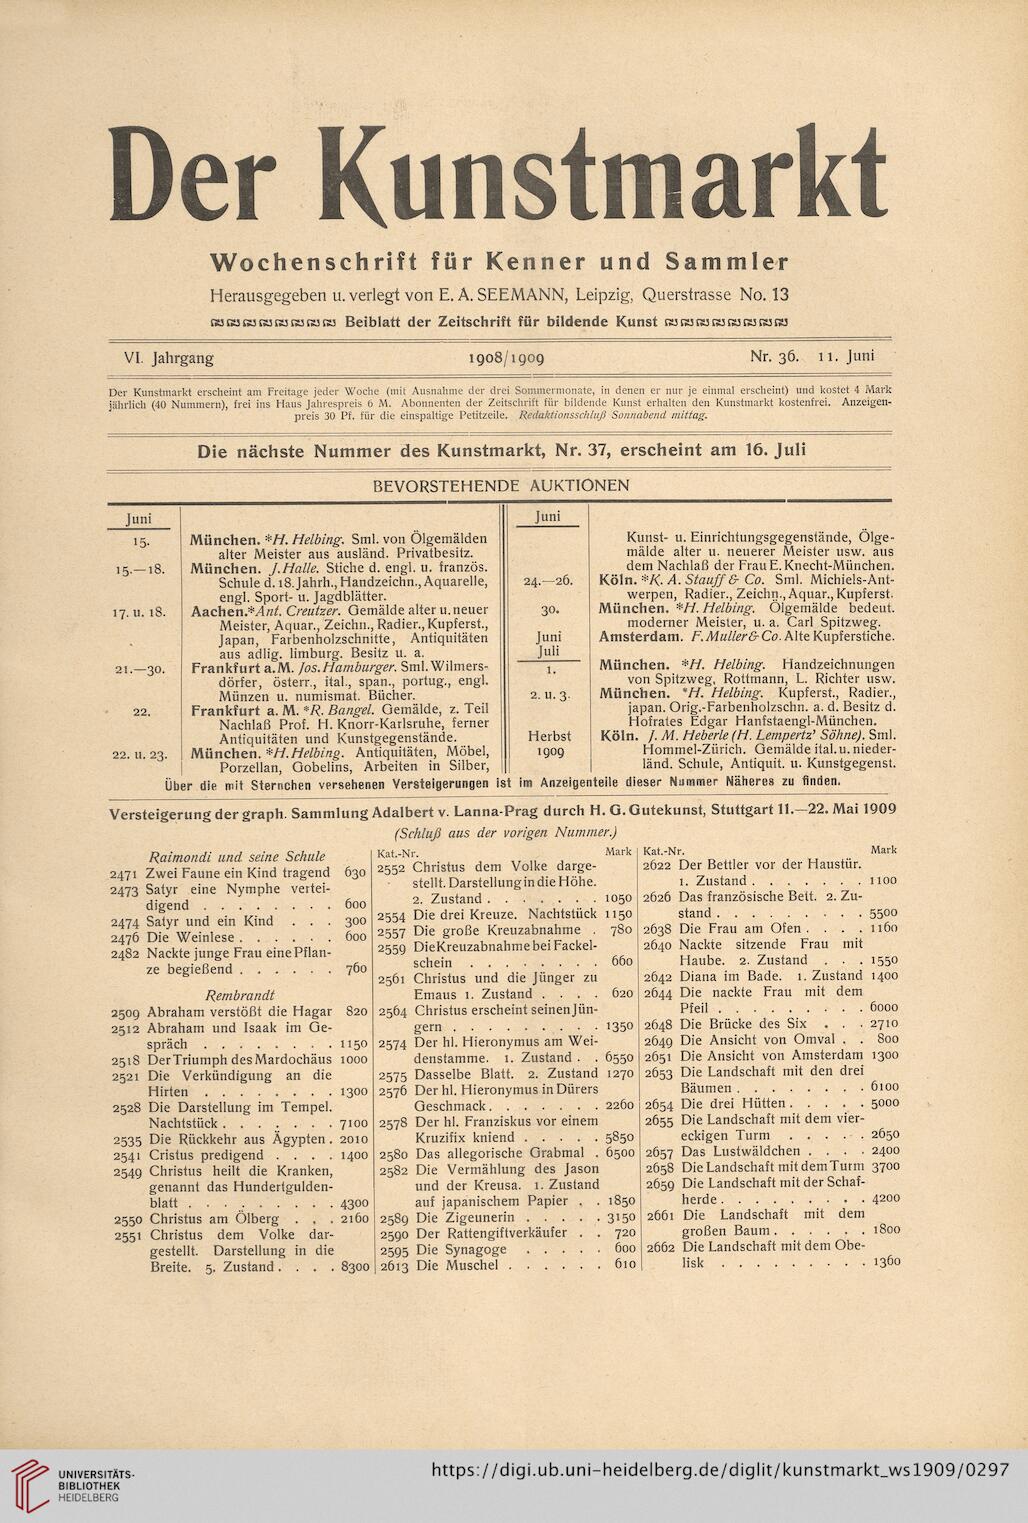 Der Kunstmarkt
Wochenschrift für Kenner und Sammler
Herausgegeben u. verlegt von E. A. SEEMANN, Leipzig, Querstrasse No. 13
Beiblatt der Zeitschrift für bildende Kunst
VI. Jahrgang 1908/1909 Nr. 36. 11. Juni
Der Kunstmarkt erscheint am Freitage jeder Woche (mit Ausnahme der drei Sommermonate, in denen er nur je einmal erscheint) und kostet 4 Mark
jährlich (40 Nummern), frei ins Haus Jahrespreis 6 M. Abonnenten der Zeitschrift für bildende Kunst erhalten den Kunstmarkt kostenfrei. Anzeigen-
preis 30 Pf. für die einspaltige Petitzeile. Redaktionsschluß Sonnabend mittag.
Die nächste Nummer des Kunstmarkt, Nr. 37, erscheint am 16. Juli
BEVORSTEHENDE AUKTIONEN
Juni
15. München. *H. Helbing. Sml. von Ölgemälden
alter Meister aus ausländ. Privatbesitz.
15.—18. München. J. Halle. Stiche d. engl. u. französ.
Schule d. 18. Jahrh., Handzeichn., Aquarelle,
engl. Sport- u. Jagdblätter.
17. u. 18. Aachen.*Ant. Creutzer. Gemälde alter u. neuer
Meister, Aquar., Zeichn., Radier., Kupferst.,
Japan, Farbenholzschnitte, Antiquitäten
aus adlig. limburg. Besitz u. a.
21.—30. Frankfurt a.M. Jos. Hamburger. Sml. Wilmers-
dörfer, österr., ital., span., portug., engl.
Münzen u. numismat. Bücher.
22. Frankfurt a. M. *R. Bangel. Gemälde, z. Teil
Nachlaß Prof. H. Knorr-Karlsruhe, ferner
Antiquitäten und Kunstgegenstände.
22. u. 23. München. *H. Helbing. Antiquitäten, Möbel,
Porzellan, Gobelins, Arbeiten in Silber,
Juni
Kunst- u. Einrichtungsgegenstände, Ölge-
mälde alter u. neuerer Meister usw. aus
dem Nachlaß der Frau E. Knecht-München.
24.—26. Köln. *K. A. Stauff & Co. Sml. Michiels-Ant-
werpen, Radier., Zeichn., Aquar., Kupferst.
30. München. *H. Helbing. Ölgemälde bedeut.
moderner Meister, u. a. Carl Spitzweg.
Juni Amsterdam. F. Muller & Co. Alte Kupferstiche.
Juli
1. München. *H. Helbing. Handzeichnungen
von Spitzweg, Rottmann, L. Richter usw.
2. u. 3. München. *H. Helbing. Kupferst., Radier.,
japan. Orig.-Farbenholzschn. a. d. Besitz d.
Hofrates Edgar Hanfstaengl-München.
Herbst Köln. J. M. Heberle (H. Lempertz' Söhne). Sml.
1909 Hommel-Zürich. Gemälde ital. u. nieder-
länd. Schule, Antiquit. u. Kunstgegenst.
Über die mit Sternchen versehenen Versteigerungen ist im Anzeigenteile dieser Nummer Näheres zu finden.
Versteigerung der graph. Sammlung Adalbert v. Lanna-Prag durch H. G. Gutekunst, Stuttgart 11.—22. Mai 1909
(Schluß aus der vorigen Nummer.)
Raimondi und seine Schule
2471 Zwei Faune ein Kind tragend 630
2473 Satyr eine Nymphe vertei-
digend . . . . . . . . 600
2474 Satyr und ein Kind . . . 300
2476 Die Weinlese . . . . . . 600
2482 Nackte junge Frau eine Pflan-
ze begießend . . . . . . 760
Rembrandt
2509 Abraham verstößt die Hagar 820
2512 Abraham und Isaak im Ge-
spräch . . . . . . . . 1150
2518 Der Triumph des Mardochäus 1000
2521 Die Verkündigung an die
Hirten . . . . . . . . 1300
2528 Die Darstellung im Tempel.
Nachtstück . . . . . . . 7100
2535 Die Rückkehr aus Ägypten . 2010
2541 Cristus predigend . . . . 1400
2549 Christus heilt die Kranken,
genannt das Hundertgulden-
blatt . . . . . . . . . 4300
2550 Christus am Ölberg . . . 2160
2551 Christus dem Volke dar-
gestellt. Darstellung in die
Breite. 5. Zustand . . . . 8300
Kat.-Nr. Mark
2552 Christus dem Volke darge-
stellt. Darstellung in die Höhe.
2. Zustand . . . . . . . 1050
2554 Die drei Kreuze. Nachtstück 1150
2557 Die große Kreuzabnahme . 780
2559 Die Kreuzabnahme bei Fackel-
schein . . . . . . . . 660
2561 Christus und die Jünger zu
Emaus 1. Zustand . . . . 620
2564 Christus erscheint seinen Jün-
gern . . . . . . . . . 1350
2574 Der hl. Hieronymus am Wei-
denstamme. 1. Zustand . . 6550
2575 Dasselbe Blatt. 2. Zustand 1270
2576 Der hl. Hieronymus in Dürers
Geschmack . . . . . . . 2260
2578 Der hl. Franziskus vor einem
Kruzifix kniend . . . . . 5850
2580 Das allegorische Grabmal . 6500
2582 Die Vermählung des Jason
und der Kreusa. 1. Zustand
auf japanischem Papier . . 1850
2589 Die Zigeunerin . . . . . 3150
2590 Der Rattengiftverkäufer . . 720
2595 Die Synagoge . . . . . 600
2613 Die Muschel . . . . . . 610
Kat.-Nr. Mark
2622 Der Bettler vor der Haustür.
1. Zustand . . . . . . . 1100
2626 Das französische Bett. 2. Zu-
stand . . . . . . . . . 5500
2638 Die Frau am Ofen . . . . 1160
2640 Nackte sitzende Frau mit
Haube. 2. Zustand . . . 1550
2642 Diana im Bade. 1. Zustand 1400
2644 Die nackte Frau mit dem
Pfeil . . . . . . . . . 6000
2648 Die Brücke des Six . . . 2710
2649 Die Ansicht von Omval . . 800
2651 Die Ansicht von Amsterdam 1300
2653 Die Landschaft mit den drei
Bäumen . . . . . . . . 6100
2654 Die drei Hütten . . . . . 5000
2655 Die Landschaft mit dem vier-
eckigen Turm . . . . . 2650
2657 Das Lustwäldchen . . . . 2400
2658 Die Landschaft mit dem Turm 3700
2659 Die Landschaft mit der Schaf-
herde . . . . . . . . . 4200
2661 Die Landschaft mit dem
großen Baum . . . . . . 1800
2662 Die Landschaft mit dem Obe-
lisk . . . . . . . . . 1360
UNIVERSITÄTS-
BIBLIOTHEK
HEIDELBERG
https://digi.ub.uni-heidelberg.de/diglit/kunstmarkt_ws1909/0297